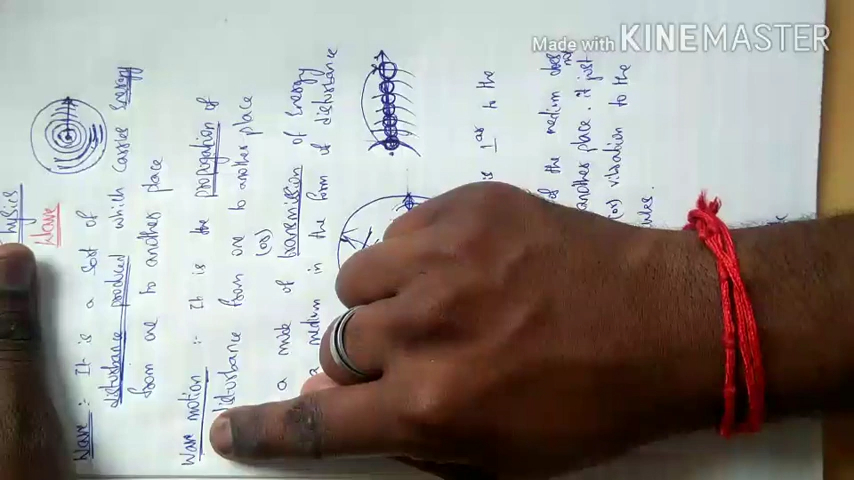 Made with KINEMASTER
Physics
Wave
Wave :- It is a sort of
disturbance produced which carries energy
from one to another place
Wave motion :- It is the propagation of
disturbance from one to another place
(or)
a mode of transmission of Energy
a medium in the form of disturbance
is to the
of the medium does
not
another place. it just
(or) vibration to the